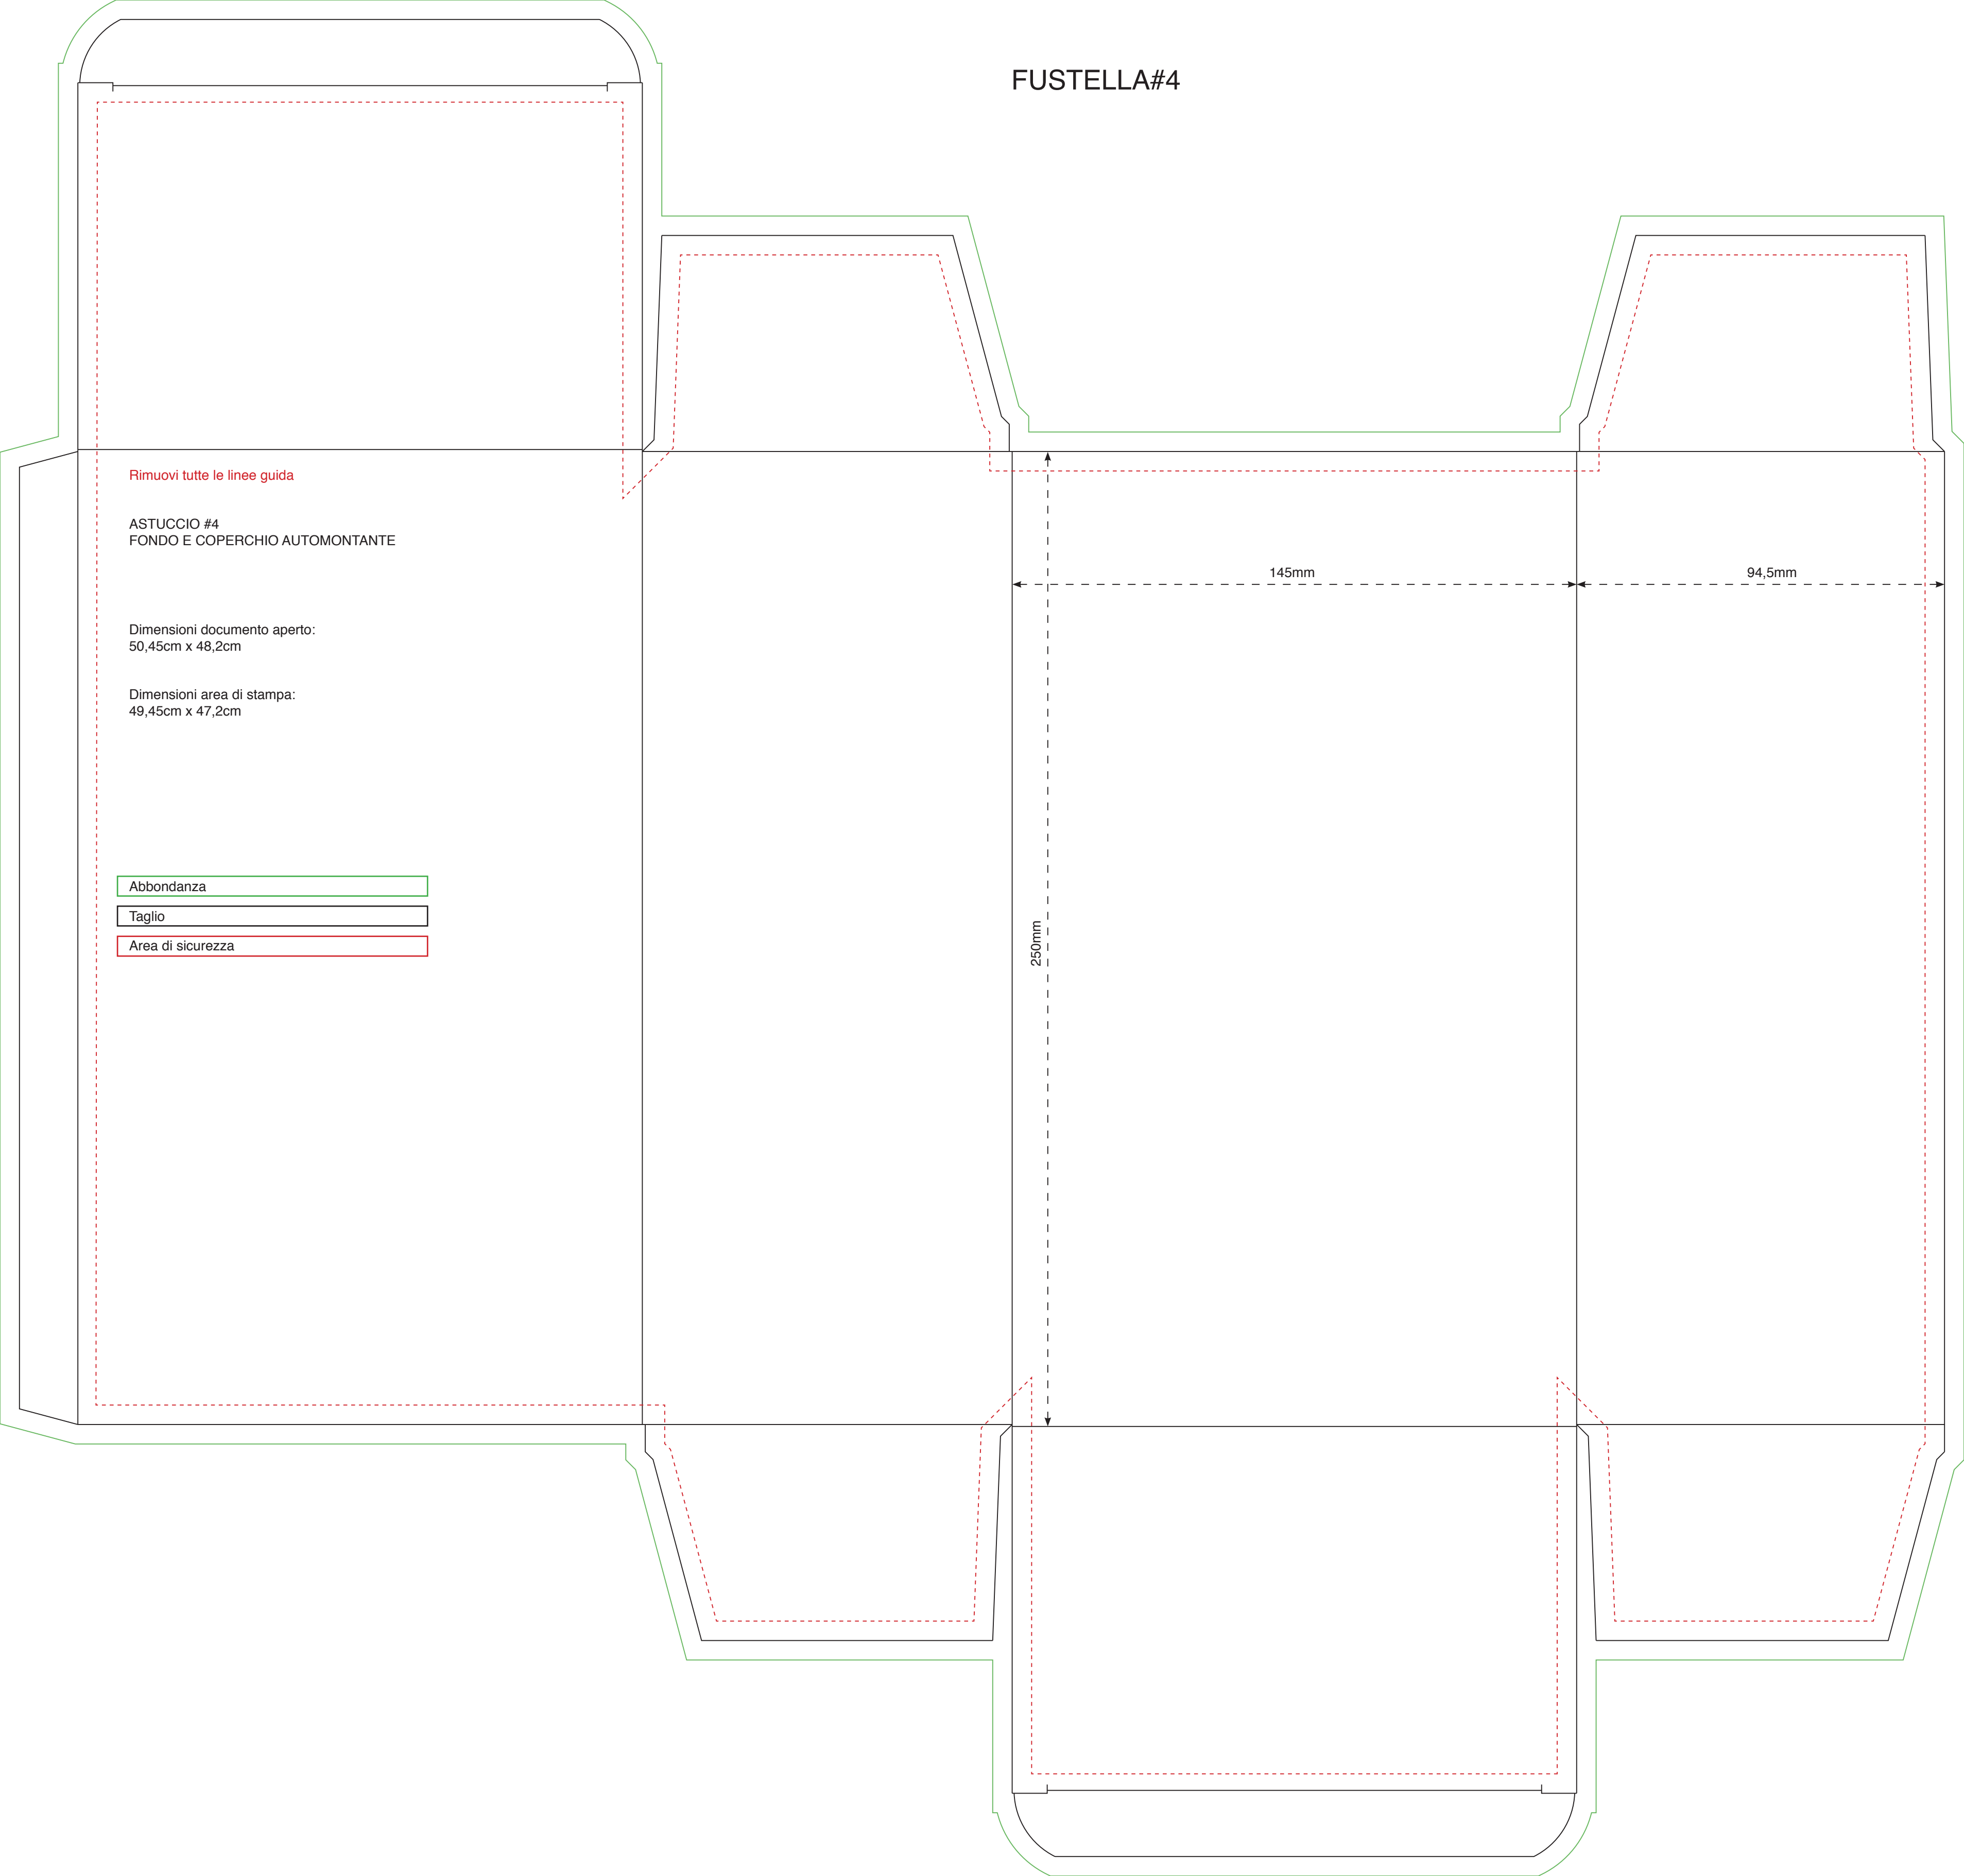 FUSTELLA#4
Rimuovi tutte le linee guida
ASTUCCIO #4
FONDO E COPERCHIO AUTOMONTANTE
145mm
94,5mm
Dimensioni documento aperto:
50,45cm x 48,2cm
Dimensioni area di stampa:
49,45cm x 47,2cm
Abbondanza
Taglio
Area di sicurezza
250mm